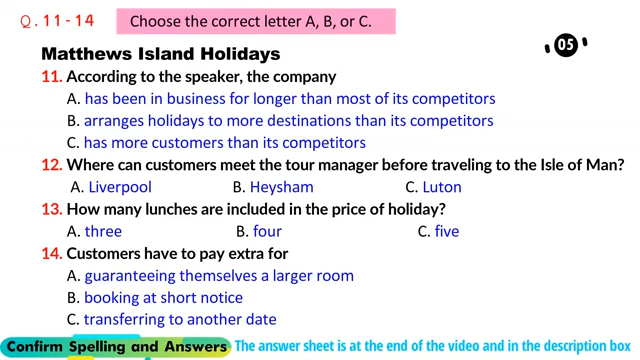 Q.11-14
Choose the correct letter A, B, or C.
05
Matthews Island Holidays
11. According to the speaker, the company
A. has been in business for longer than most of its competitors
B. arranges holidays to more destinations than its competitors
C. has more customers than its competitors
12. Where can customers meet the tour manager before traveling to the Isle of Man?
A. Liverpool B. Heysham C. Luton
13. How many lunches are included in the price of holiday?
A. three B. four C. five
14. Customers have to pay extra for
A. guaranteeing themselves a larger room
B. booking at short notice
C. transferring to another date
Confirm Spelling and Answers The answer sheet is at the end of the video and in the description box